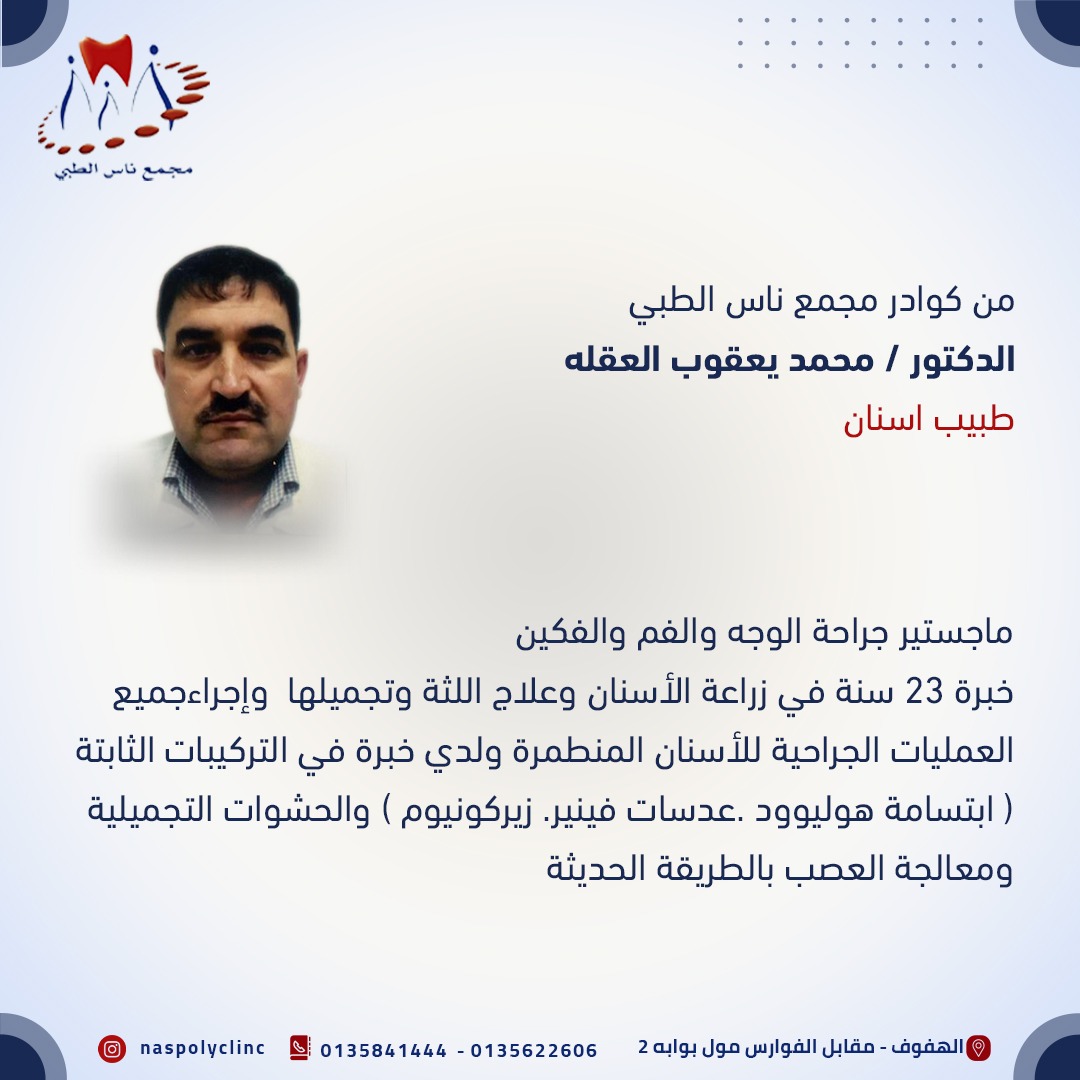 مجمع ناس الطبي
من كوادر مجمع ناس الطبي
الدكتور / محمد يعقوب العقله
طبيب اسنان
ماجستير جراحة الوجه والفم والفكين
خبرة 23 سنة في زراعة الأسنان وعلاج اللثة وتجميلها وإجراءجميع
العمليات الجراحية للأسنان المنطمرة ولدي خبرة في التركيبات الثابتة
( ابتسامة هوليوود .عدسات فينير. زيركونيوم ) والحشوات التجميلية
ومعالجة العصب بالطريقة الحديثة
الهفوف - مقابل الفوارس مول بوابه 2
0135841444 - 0135622606
naspolyclinc